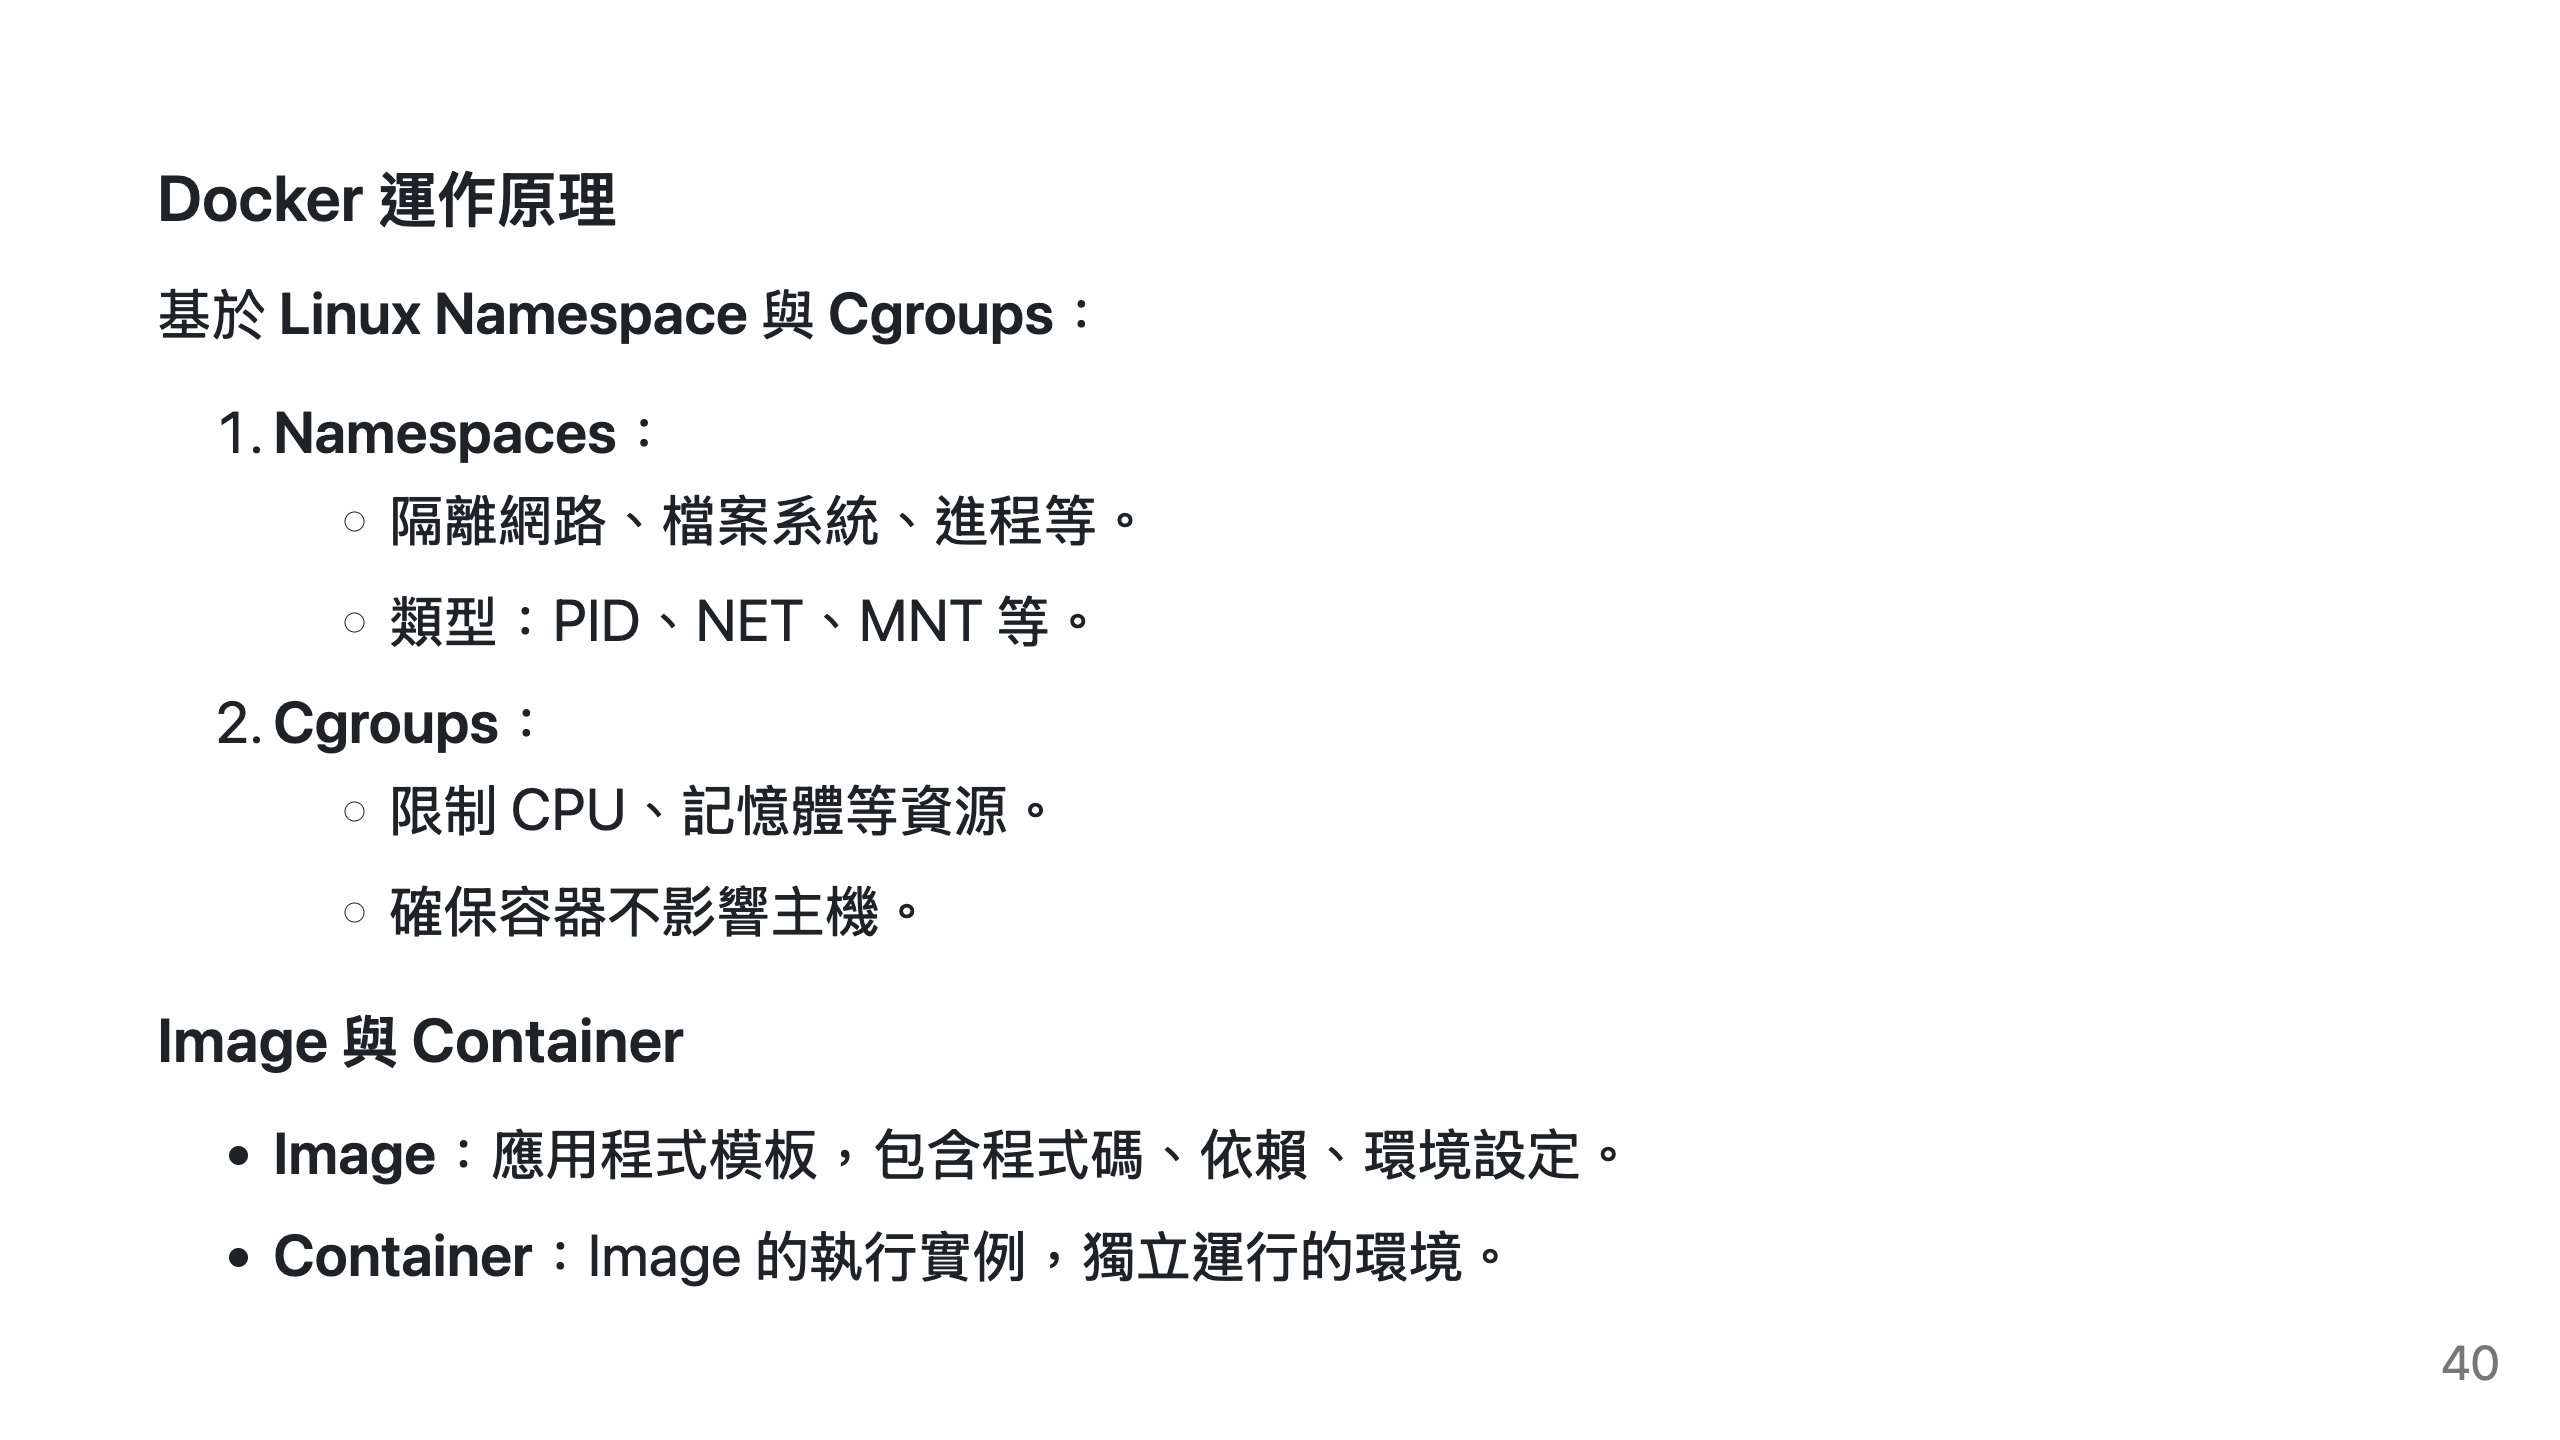 Docker 運作原理
基於 Linux Namespace 與 Cgroups：
1. Namespaces：
○ 隔離網路、檔案系統、進程等。
○ 類型：PID、NET、MNT 等。
2. Cgroups：
○ 限制 CPU、記憶體等資源。
○ 確保容器不影響主機。
Image 與 Container
• Image：應用程式模板，包含程式碼、依賴、環境設定。
• Container：Image 的執行實例，獨立運行的環境。
40